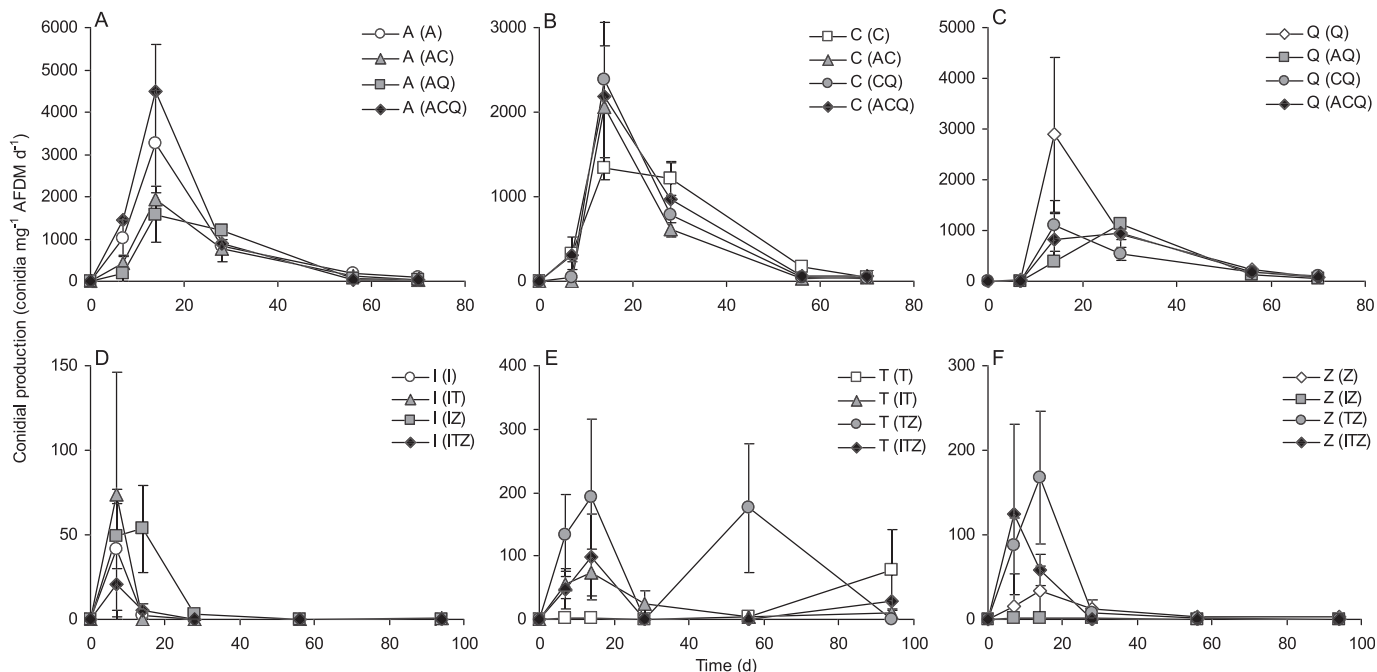 A
6000
5000
4000
3000
2000
1000
0
0 20 40 60 80
A (A)
A (AC)
A (AQ)
A (ACQ)
B
3000
2000
1000
0
0 20 40 60 80
C (C)
C (AC)
C (CQ)
C (ACQ)
C
5000
4000
3000
2000
1000
0
0 20 40 60 80
Q (Q)
Q (AQ)
Q (CQ)
Q (ACQ)
Conidial production (conidia mg⁻¹ AFDM d⁻¹)
D
150
100
50
0
0 20 40 60 80 100
I (I)
I (IT)
I (IZ)
I (ITZ)
E
400
300
200
100
0
0 20 40 60 80 100
T (T)
T (IT)
T (TZ)
T (ITZ)
F
300
200
100
0
0 20 40 60 80 100
Z (Z)
Z (IZ)
Z (TZ)
Z (ITZ)
Time (d)